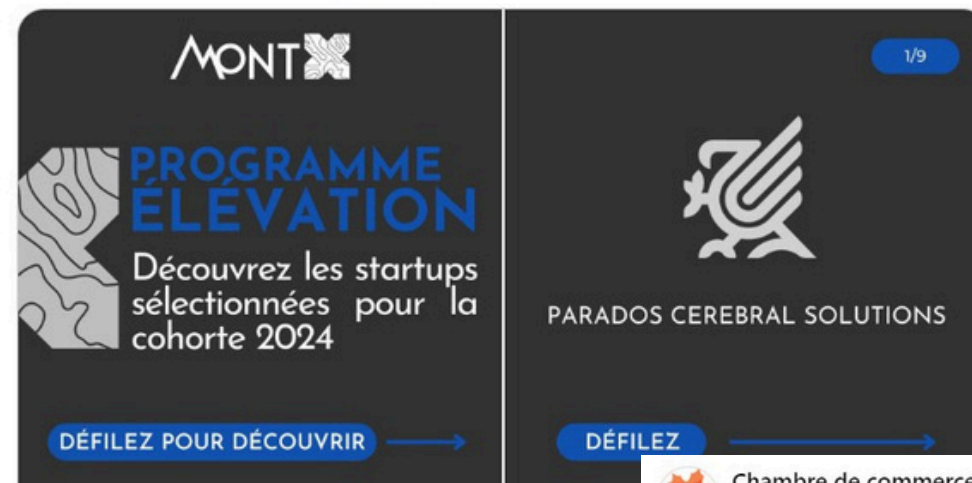 MONTX
PROGRAMME
ÉLÉVATION
Découvrez les startups
sélectionnées pour la
cohorte 2024
DÉFILEZ POUR DÉCOUVRIR
1/9
PARADOS CEREBRAL SOLUTIONS
DÉFILEZ
Chambre de commerce